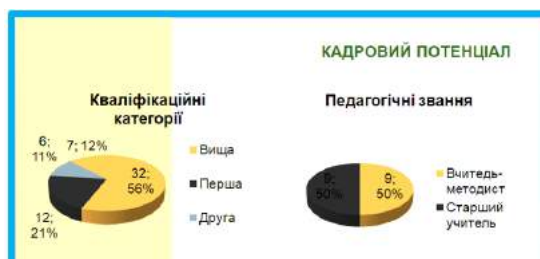 КАДРОВИЙ ПОТЕНЦІАЛ
Кваліфікаційні
категорії
6;
11%
7; 12%
32;
56%
12;
21%
Вища
Перша
Друга
Педагогічні звання
9;
50%
9;
50%
Вчитедь-
методист
Старший
учитель